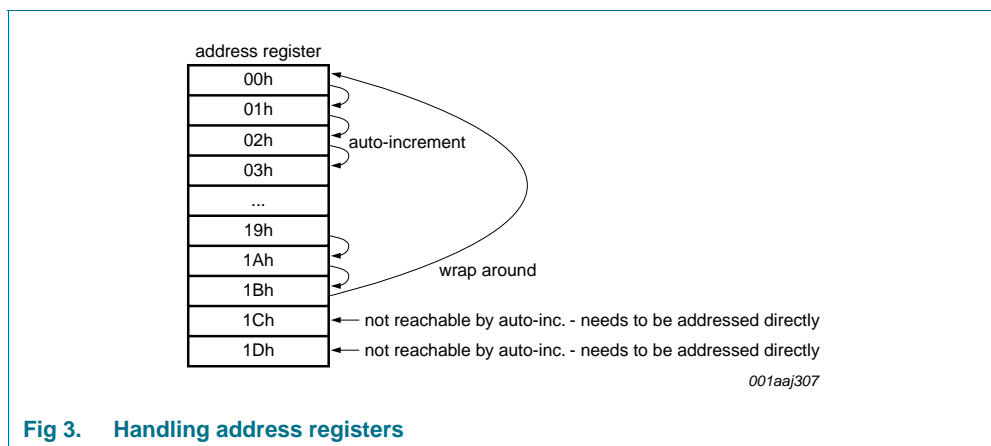 address register
00h
01h
02h
auto-increment
03h
...
19h
1Ah
wrap around
1Bh
1Ch
not reachable by auto-inc. - needs to be addressed directly
1Dh
not reachable by auto-inc. - needs to be addressed directly
001aaj307
Fig 3. Handling address registers